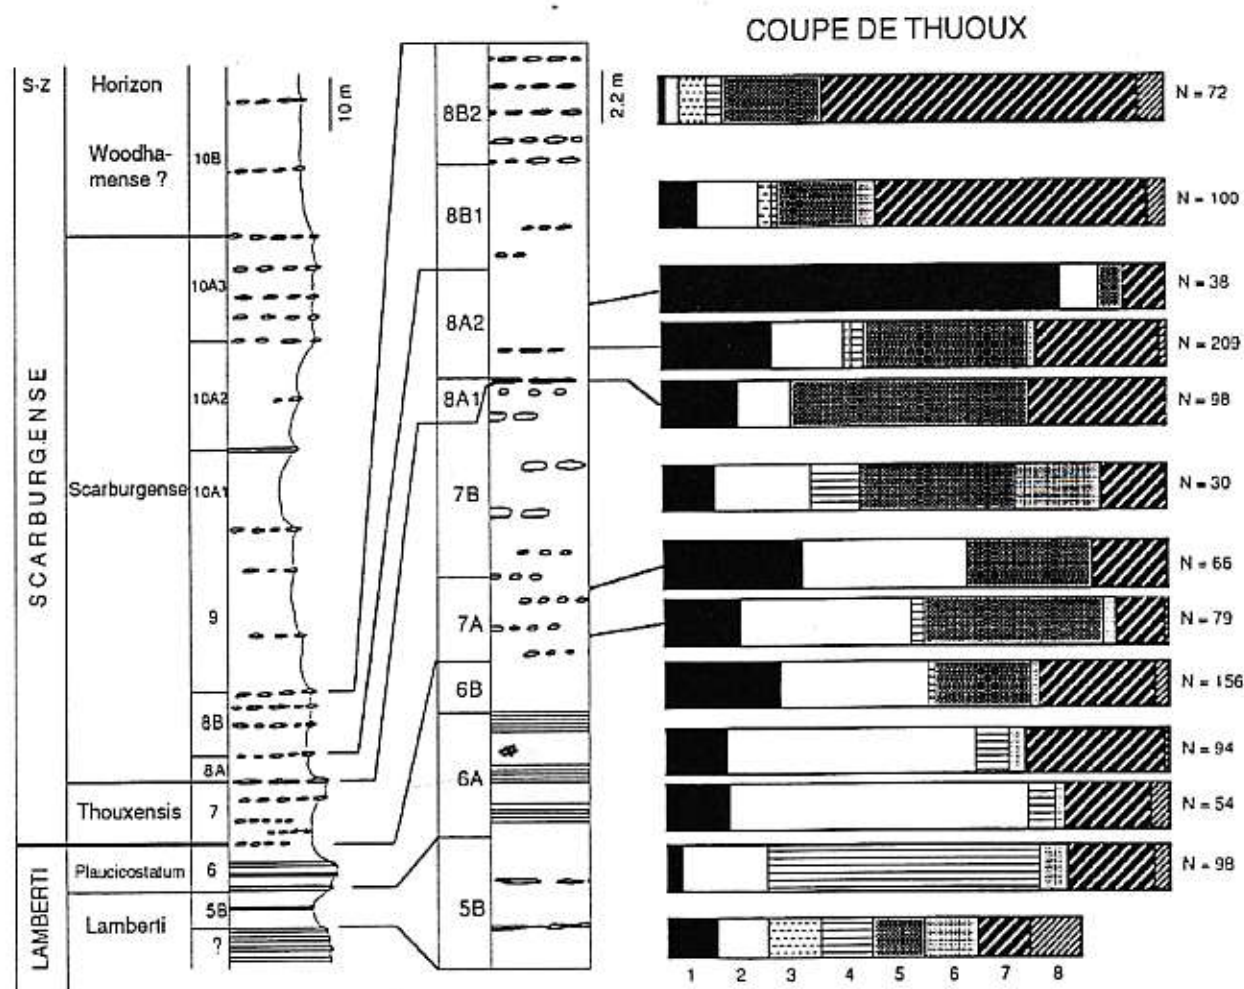 COUPE DE THUOUX
S-Z
Horizon
Woodha-
mense ?
SCARBURGENSE
Scarburgense
Thouxensis
LAMBERTI
Plaucicostatum
Lamberti
10B
10A3
10A2
10A1
9
8B
8A
7
6
5B
?
10 m
8B2
8B1
8A2
8A1
7B
7A
6B
6A
5B
2.2 m
N = 72
N = 100
N = 38
N = 209
N = 98
N = 30
N = 66
N = 79
N = 156
N = 94
N = 54
N = 98
1 2 3 4 5 6 7 8